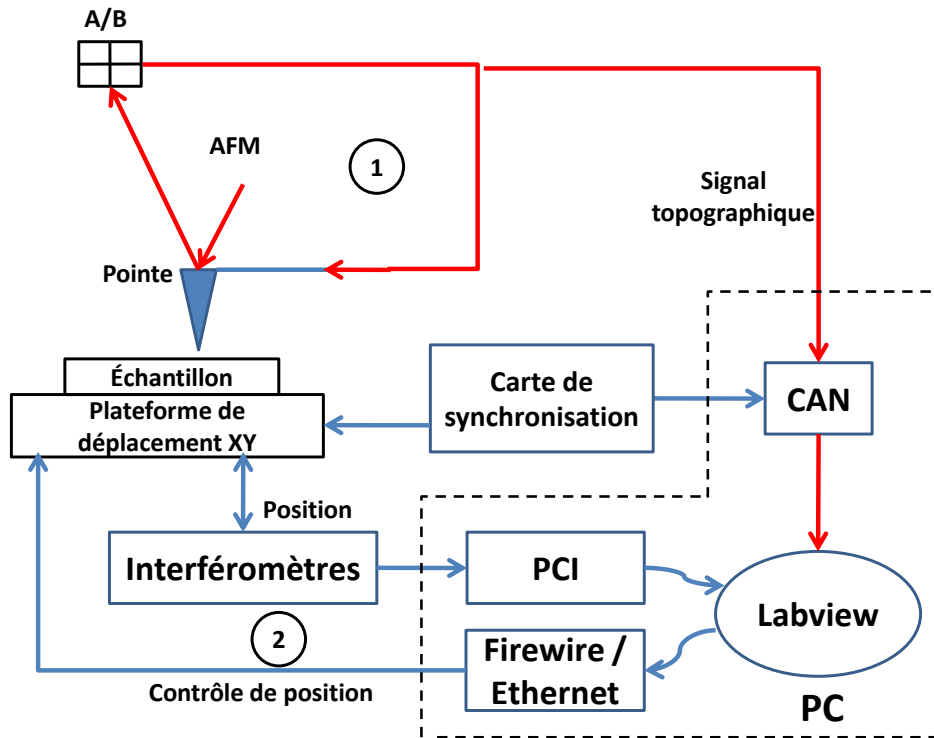 A/B
AFM
1
Signal
topographique
Pointe
Échantillon
Plateforme de
déplacement XY
Carte de
synchronisation
CAN
Position
Interféromètres
PCI
Labview
2
Firewire /
Ethernet
Contrôle de position
PC